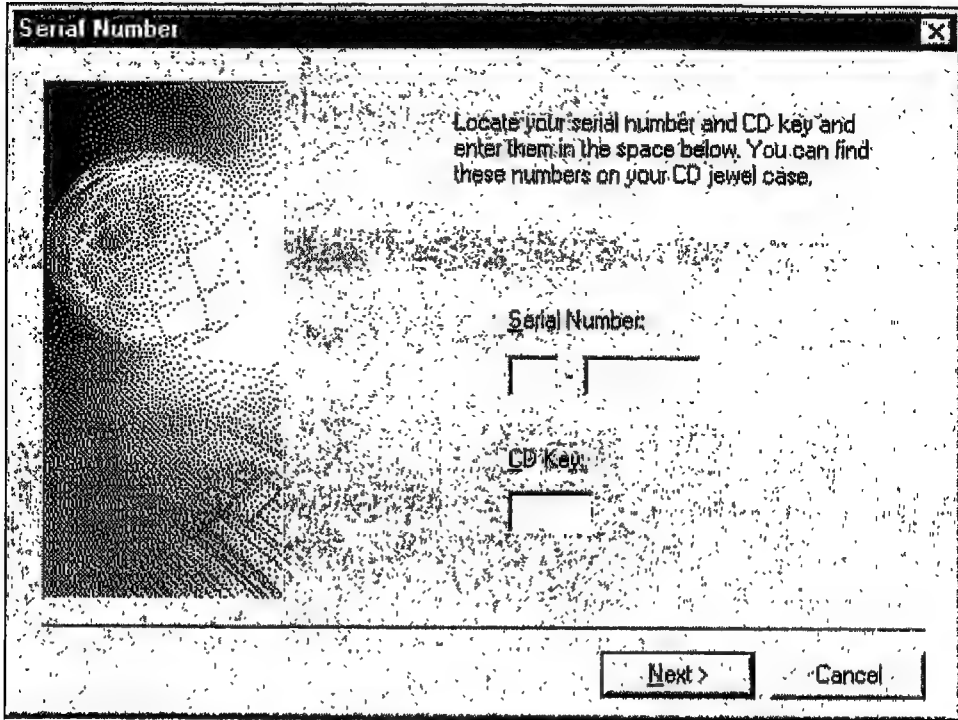 Serial Number
Locate your serial number and CD key and
enter them in the space below. You can find
these numbers on your CD jewel case.
Serial Number:
-
CD Key:
Next >
Cancel